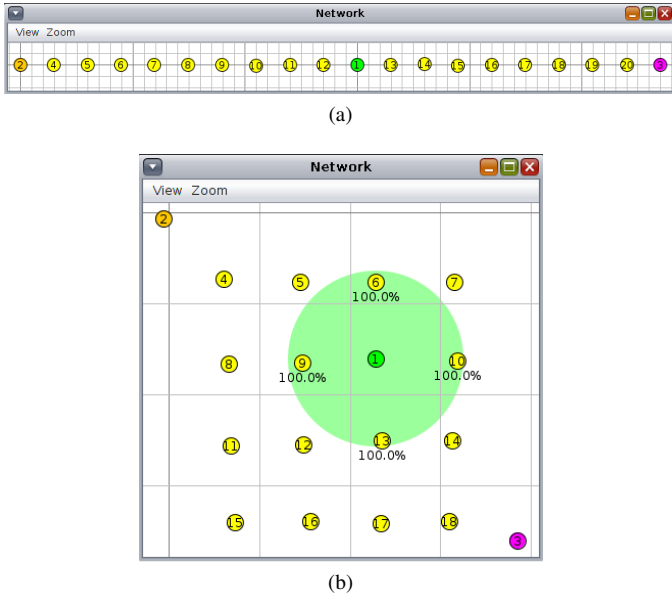 Network
View Zoom
2 4 5 6 7 8 9 10 11 12 1 13 14 15 16 17 18 19 20 3
(a)
Network
View Zoom
2
4 5 6 7
100.0%
1
8 9 10
100.0% 100.0%
11 12 13 14
100.0%
15 16 17 18
3
(b)